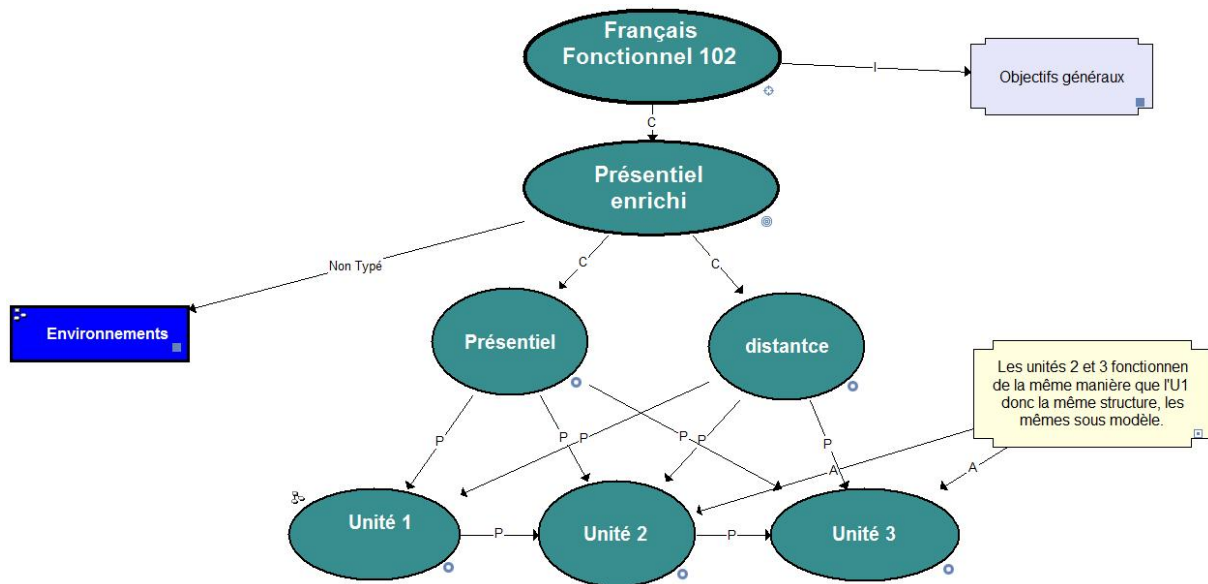 Français
Fonctionnel 102
I
Objectifs généraux
C
Présentiel
enrichi
Non Typé
C
C
Environnements
Présentiel
distantce
Les unités 2 et 3 fonctionnen
de la même manière que l'U1
donc la même structure, les
mêmes sous modèle.
P
P
P
P
P
P
A
A
Unité 1
P
Unité 2
P
Unité 3